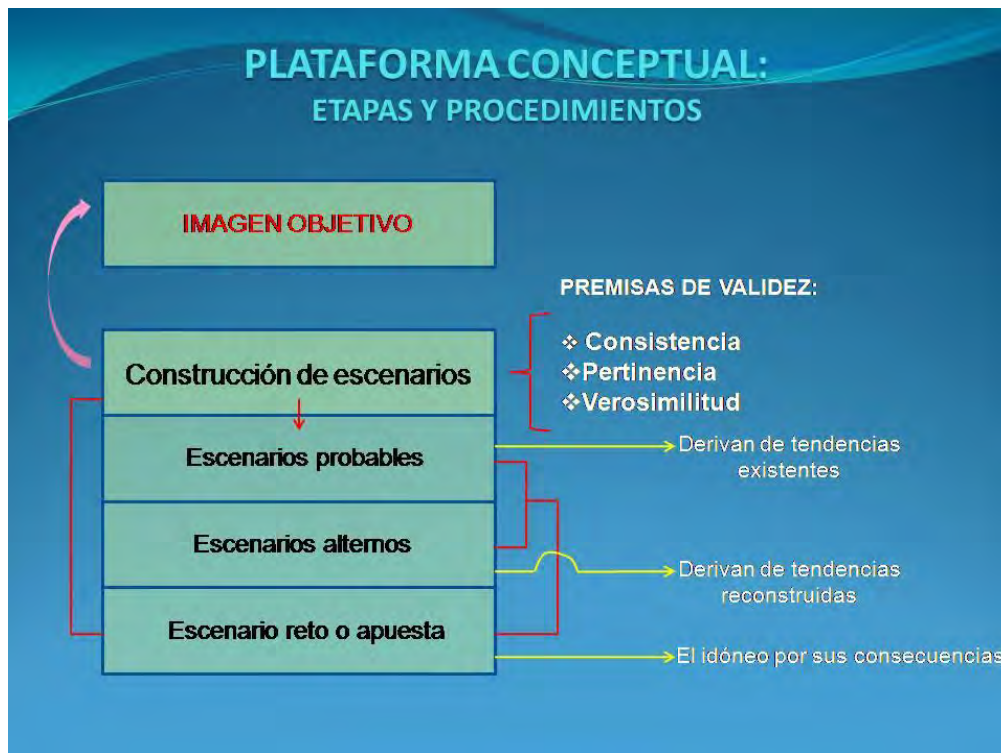 PLATAFORMA CONCEPTUAL:
ETAPAS Y PROCEDIMIENTOS
IMAGEN OBJETIVO
PREMISAS DE VALIDEZ:
❖ Consistencia
❖Pertinencia
❖Verosimilitud
Construcción de escenarios
Escenarios probables
Derivan de tendencias
existentes
Escenarios alternos
Derivan de tendencias
reconstruidas
Escenario reto o apuesta
El idóneo por sus consecuencias